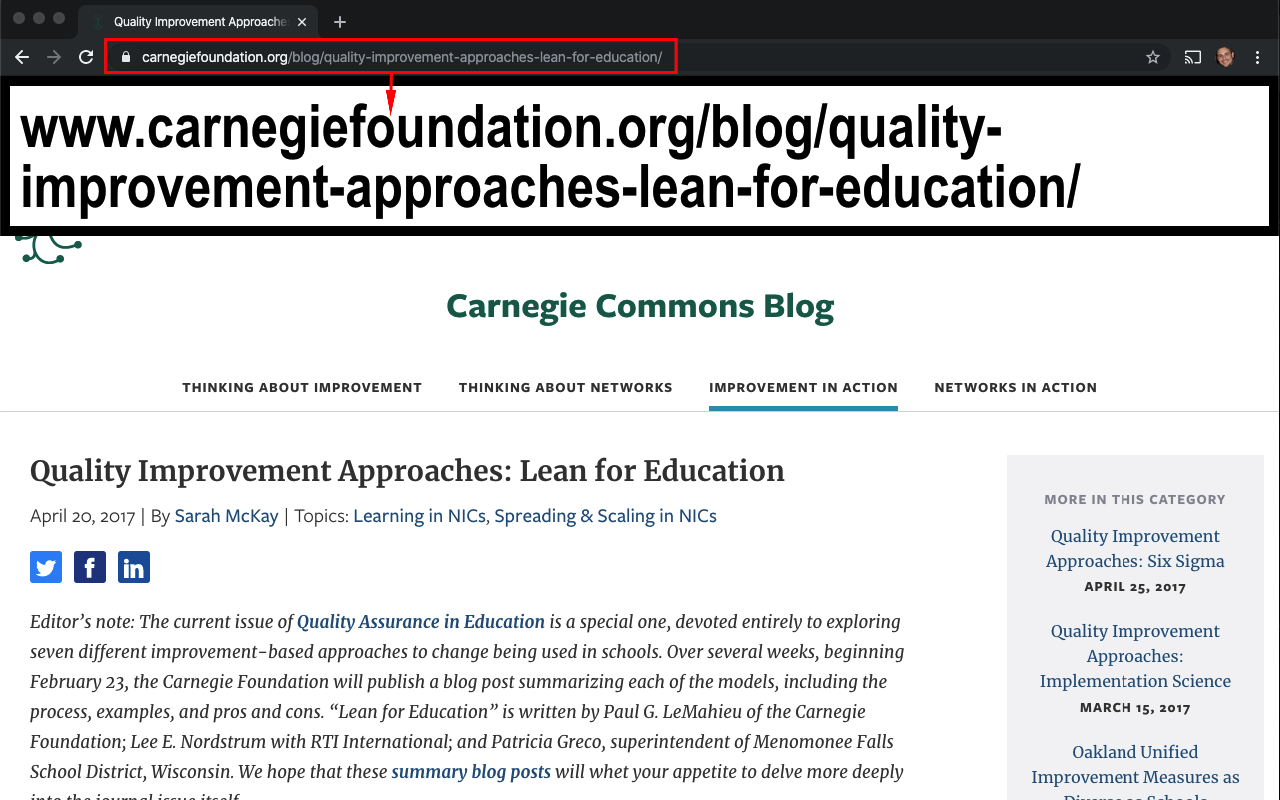 Quality Improvement Approache
carnegiefoundation.org/blog/quality-improvement-approaches-lean-for-education/
www.carnegiefoundation.org/blog/quality-
improvement-approaches-lean-for-education/
Carnegie Commons Blog
THINKING ABOUT IMPROVEMENT THINKING ABOUT NETWORKS IMPROVEMENT IN ACTION NETWORKS IN ACTION
Quality Improvement Approaches: Lean for Education
April 20, 2017 | By Sarah McKay | Topics: Learning in NICs, Spreading & Scaling in NICs
Editor's note: The current issue of Quality Assurance in Education is a special one, devoted entirely to exploring
seven different improvement-based approaches to change being used in schools. Over several weeks, beginning
February 23, the Carnegie Foundation will publish a blog post summarizing each of the models, including the
process, examples, and pros and cons. “Lean for Education” is written by Paul G. LeMahieu of the Carnegie
Foundation; Lee E. Nordstrum with RTI International; and Patricia Greco, superintendent of Menomonee Falls
School District, Wisconsin. We hope that these summary blog posts will whet your appetite to delve more deeply
into the journal issue itself.
MORE IN THIS CATEGORY
Quality Improvement
Approaches: Six Sigma
APRIL 25, 2017
Quality Improvement
Approaches:
Implementation Science
MARCH 15, 2017
Oakland Unified
Improvement Measures as
Diverse as Schools